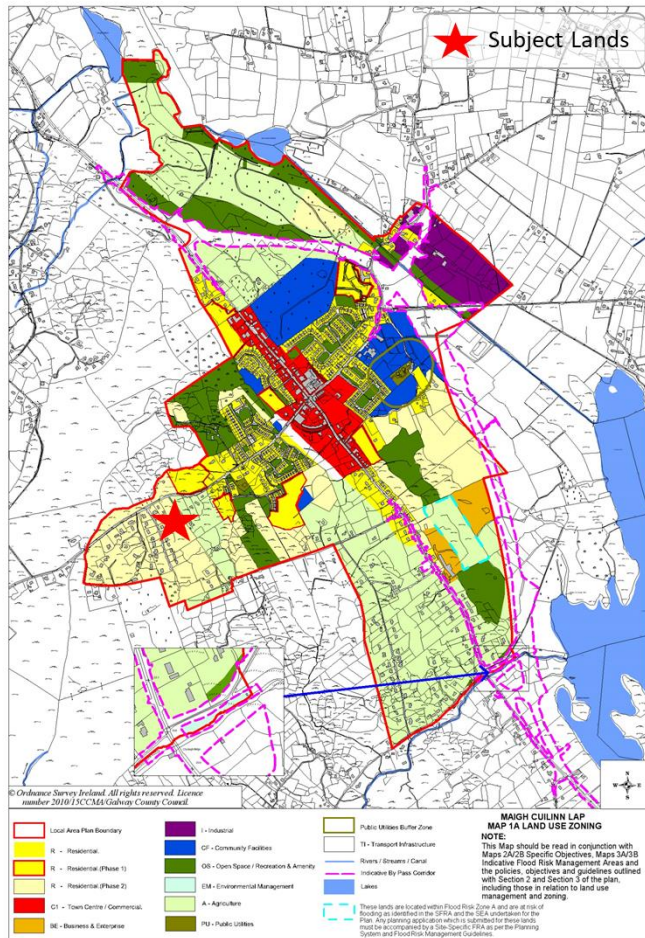 Subject Lands
© Ordnance Survey Ireland. All rights reserved. Licence
number 2010/15CCMA/Galway County Council
Local Area Plan Boundary
R - Residential
R - Residential (Phase 1)
R - Residential (Phase 2)
C1 - Town Centre / Commercial
BE - Business & Enterprise
I - Industrial
CF - Community Facilities
OS - Open Space / Recreation & Amenity
EM - Environmental Management
A - Agriculture
PU - Public Utilities
Public Utilities Buffer Zone
TI - Transport Infrastructure
Rivers / Streams / Canal
Indicative By Pass Corridor
Lakes
These lands are located within Flood Risk Zone A and are at risk of
flooding as identified in the SFRA and the SEA undertaken for the
Plan. Any planning application which is submitted for these lands
must be accompanied by a Site-Specific FRA as per the Planning
System and Flood Risk Management Guidelines.
MAIGH CUILINN LAP
MAP 1A LAND USE ZONING
NOTE:
This Map should be read in conjunction with
Maps 2A/2B Specific Objectives, Maps 3A/3B
Indicative Flood Risk Management Areas and
the policies, objectives and guidelines outlined
with Section 2 and Section 3 of the plan,
including those in relation to land use
management and zoning.